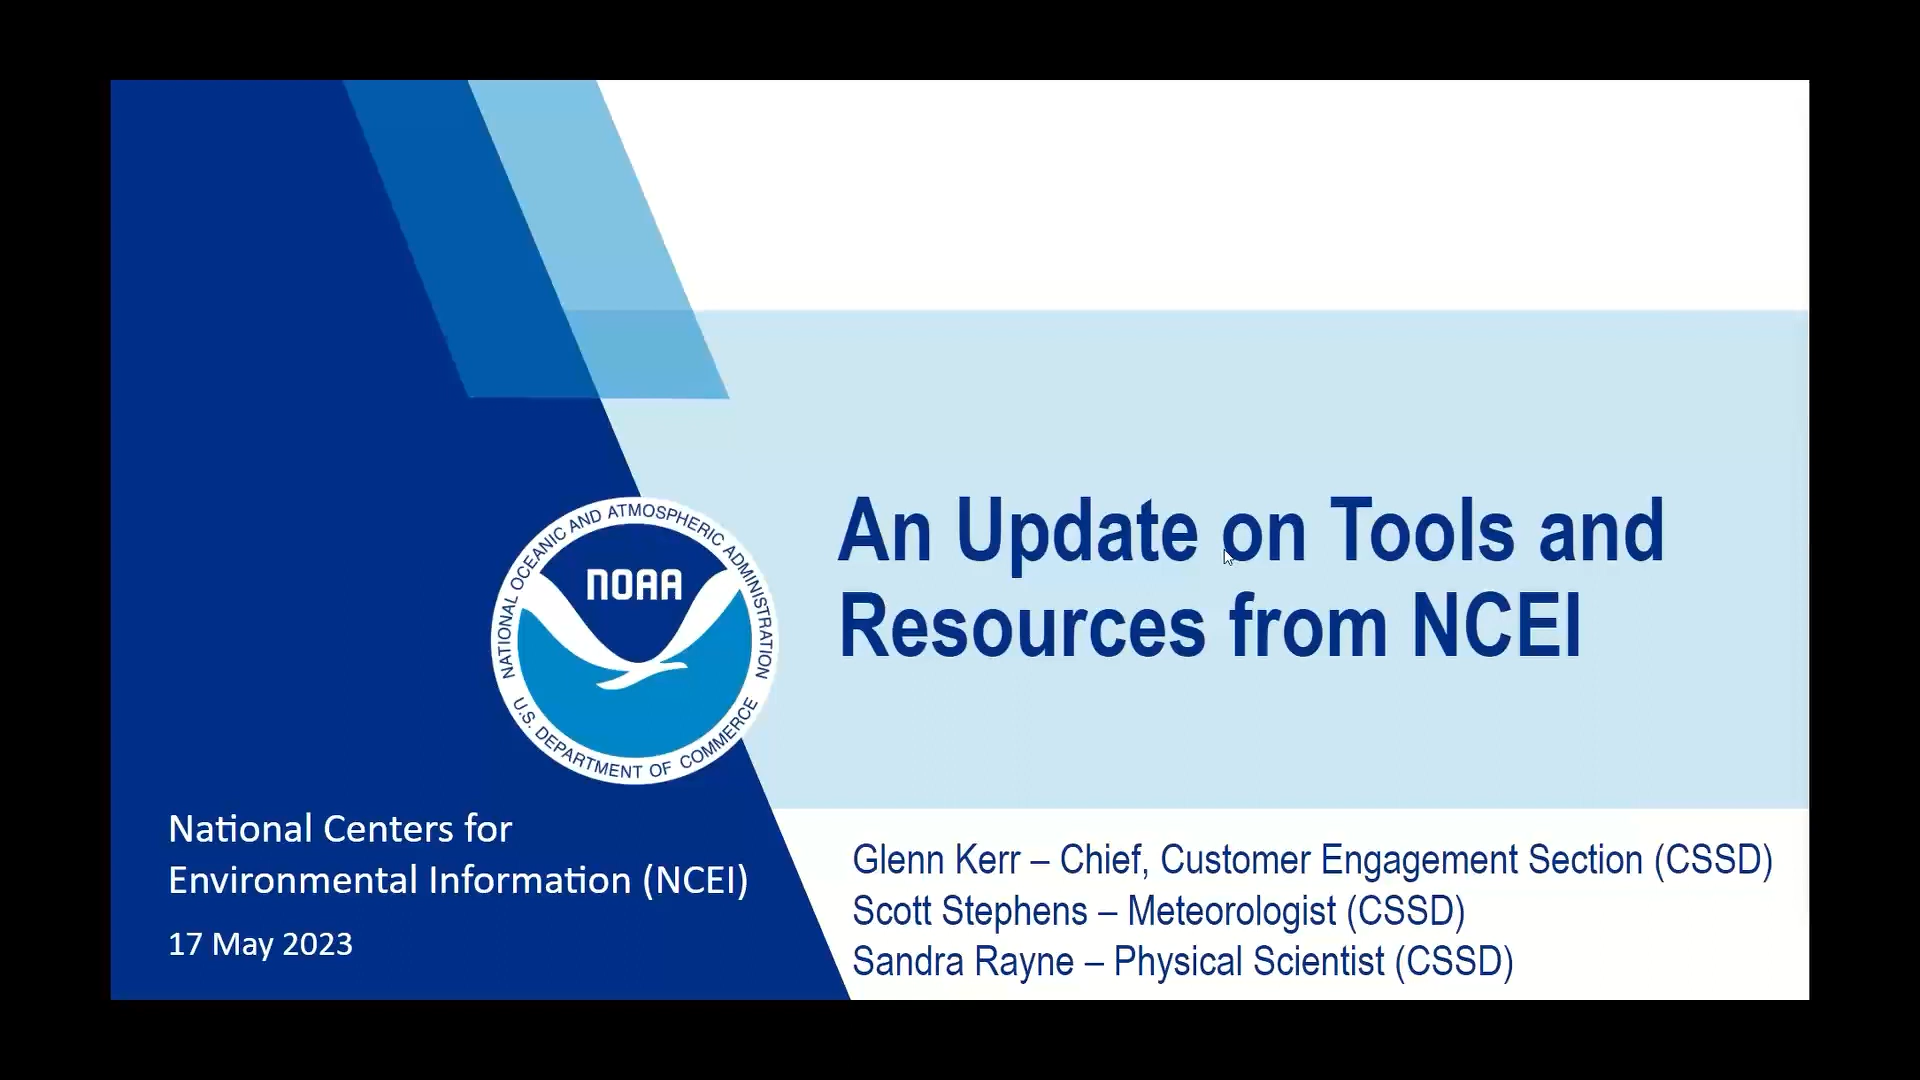 An Update on Tools and
Resources from NCEI
NATIONAL OCEANIC AND ATMOSPHERIC ADMINISTRATION
NOAA
U.S. DEPARTMENT OF COMMERCE
National Centers for
Environmental Information (NCEI)
17 May 2023
Glenn Kerr – Chief, Customer Engagement Section (CSSD)
Scott Stephens – Meteorologist (CSSD)
Sandra Rayne – Physical Scientist (CSSD)